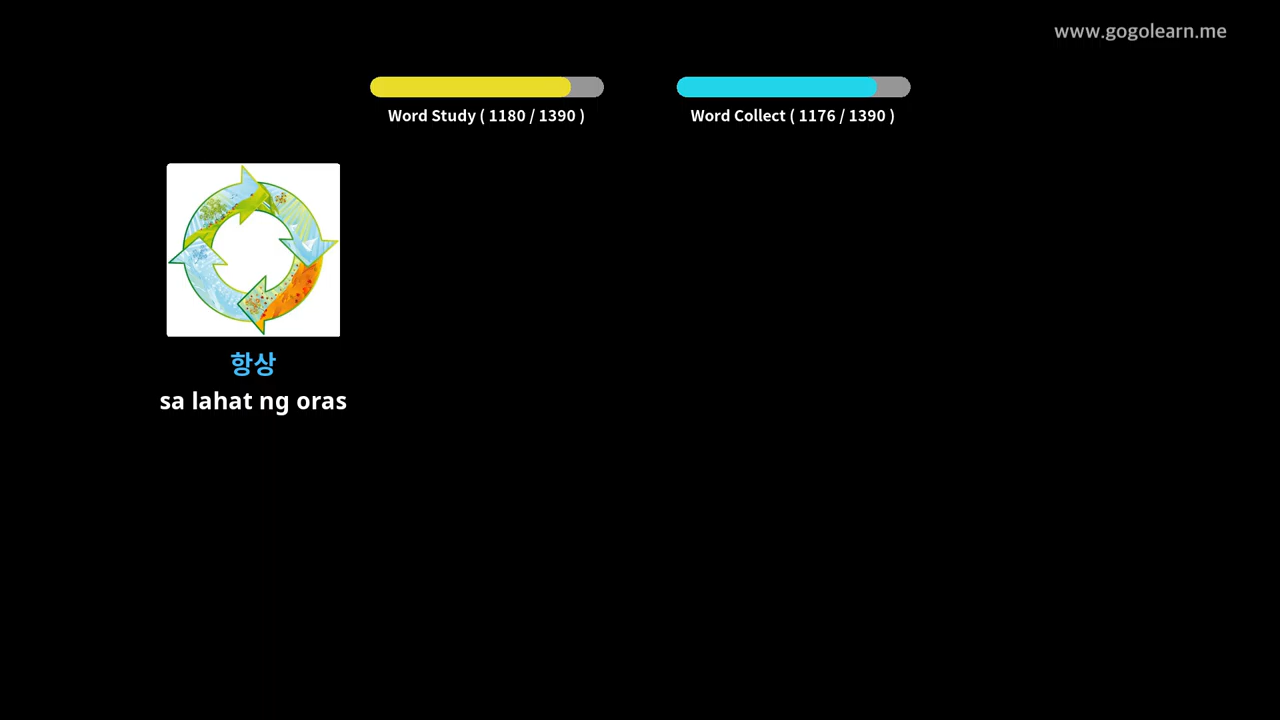 www.gogolearn.me
Word Study ( 1180 / 1390 )
Word Collect ( 1176 / 1390 )
항상
sa lahat ng oras